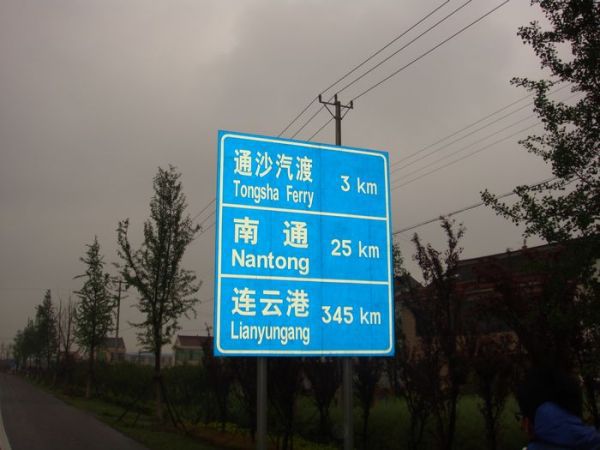 通沙汽渡
Tongsha Ferry 3 km
南通
Nantong 25 km
连云港
Lianyungang 345 km